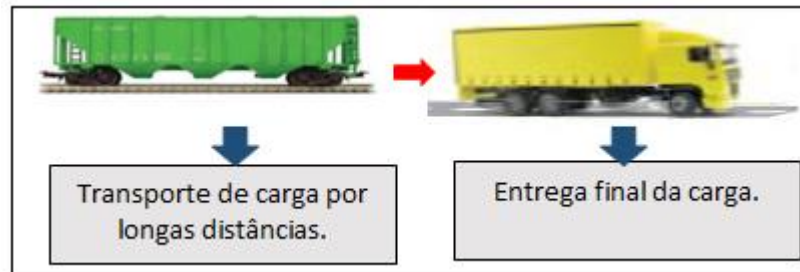 Transporte de carga por
longas distâncias.
Entrega final da carga.